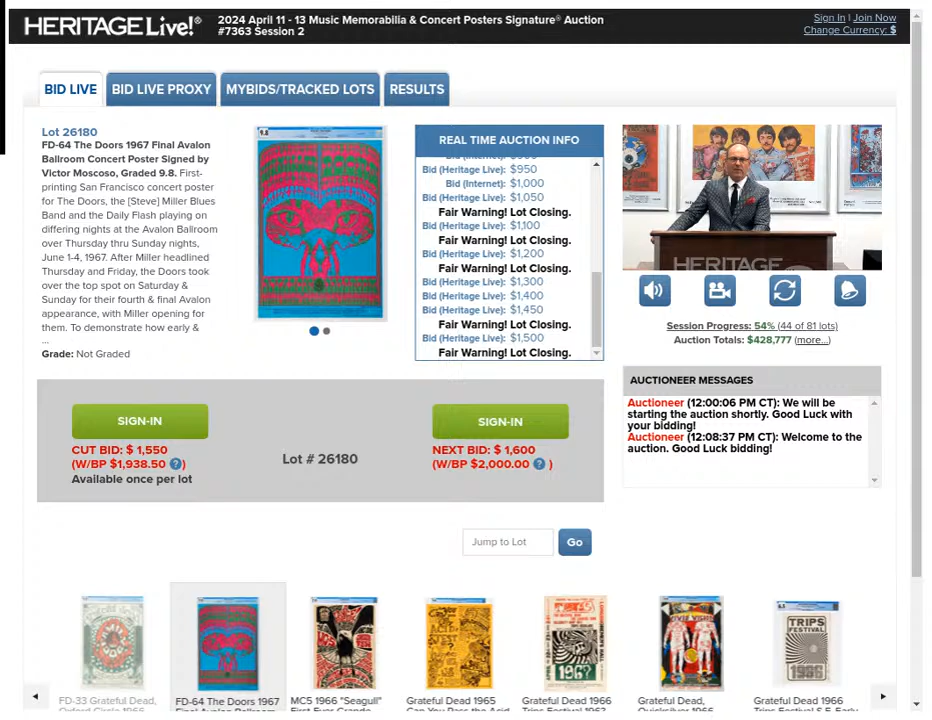 HERITAGE Live!®
2024 April 11 - 13 Music Memorabilia & Concert Posters Signature® Auction
#7363 Session 2
Sign In | Join Now
Change Currency: $
BID LIVE
BID LIVE PROXY
MYBIDS/TRACKED LOTS
RESULTS
Lot 26180
FD-64 The Doors 1967 Final Avalon
Ballroom Concert Poster Signed by
Victor Moscoso, Graded 9.8. First-
printing San Francisco concert poster
for The Doors, the [Steve] Miller Blues
Band and the Daily Flash playing on
differing nights at the Avalon Ballroom
over Thursday thru Sunday nights,
June 1-4, 1967. After Miller headlined
Thursday and Friday, the Doors took
over the top spot on Saturday &
Sunday for their fourth & final Avalon
appearance, with Miller opening for
them. To demonstrate how early &
...
Grade: Not Graded
9.8
REAL TIME AUCTION INFO
Bid (Heritage Live): $950
Bid (Internet): $1,000
Bid (Heritage Live): $1,050
Fair Warning! Lot Closing.
Bid (Heritage Live): $1,100
Fair Warning! Lot Closing.
Bid (Heritage Live): $1,200
Fair Warning! Lot Closing.
Bid (Heritage Live): $1,300
Bid (Heritage Live): $1,400
Bid (Heritage Live): $1,450
Fair Warning! Lot Closing.
Bid (Heritage Live): $1,500
Fair Warning! Lot Closing.
HERITAGE
Session Progress: 54% (44 of 81 lots)
Auction Totals: $428,777 (more...)
AUCTIONEER MESSAGES
Auctioneer (12:00:06 PM CT): We will be
starting the auction shortly. Good Luck with
your bidding!
Auctioneer (12:08:37 PM CT): Welcome to the
auction. Good Luck bidding!
SIGN-IN
CUT BID: $ 1,550
(W/BP $1,938.50 ?)
Available once per lot
Lot # 26180
SIGN-IN
NEXT BID: $ 1,600
(W/BP $2,000.00 ? )
Jump to Lot
Go
TRIPS
FESTIVAL
1966
FD-33 Grateful Dead,
FD-64 The Doors 1967
MC5 1966 "Seagull"
Grateful Dead 1965
Grateful Dead 1966
Grateful Dead,
Grateful Dead 1966